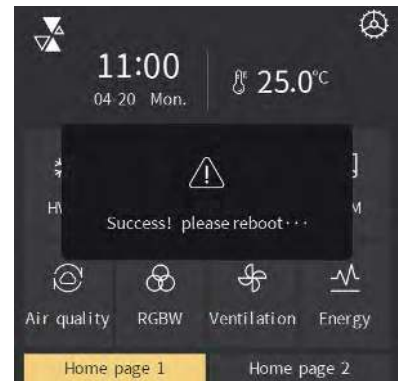 11:00
25.0°C
04-20 Mon.
Success! please reboot···
Air quality RGBW Ventilation Energy
Home page 1 Home page 2